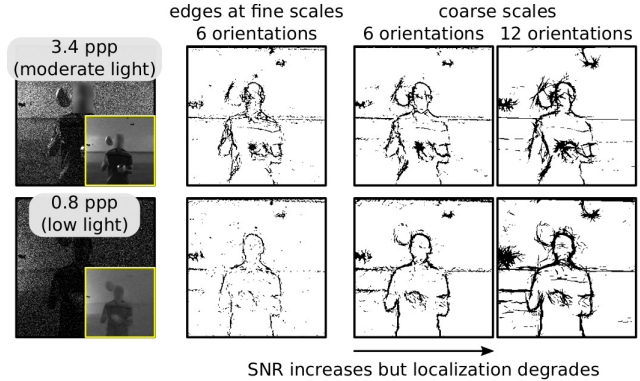 edges at fine scales
6 orientations
coarse scales
6 orientations
12 orientations
3.4 ppp
(moderate light)
0.8 ppp
(low light)
SNR increases but localization degrades